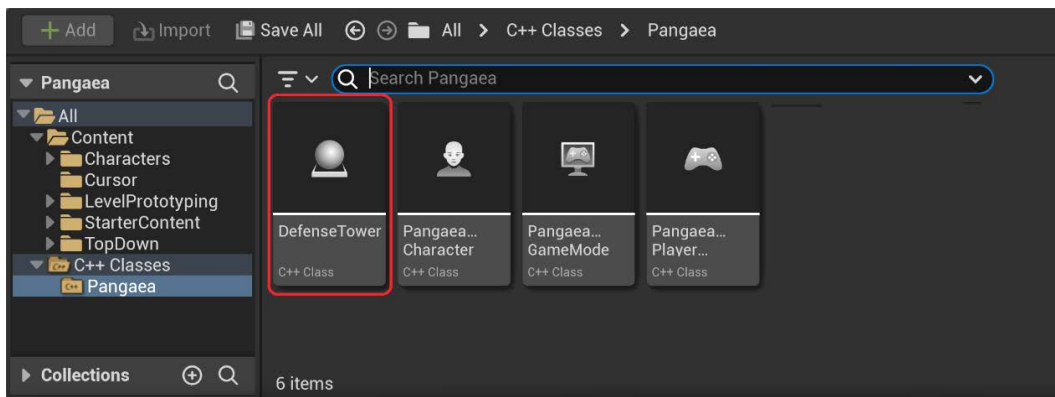 Add Import Save All All > C++ Classes > Pangaea
Pangaea
Search Pangaea
All
Content
Characters
Cursor
LevelPrototyping
StarterContent
TopDown
C++ Classes
C++ Pangaea
DefenseTower
C++ Class
Pangaea...
Character
C++ Class
Pangaea...
GameMode
C++ Class
Pangaea...
Player...
C++ Class
Collections
6 items